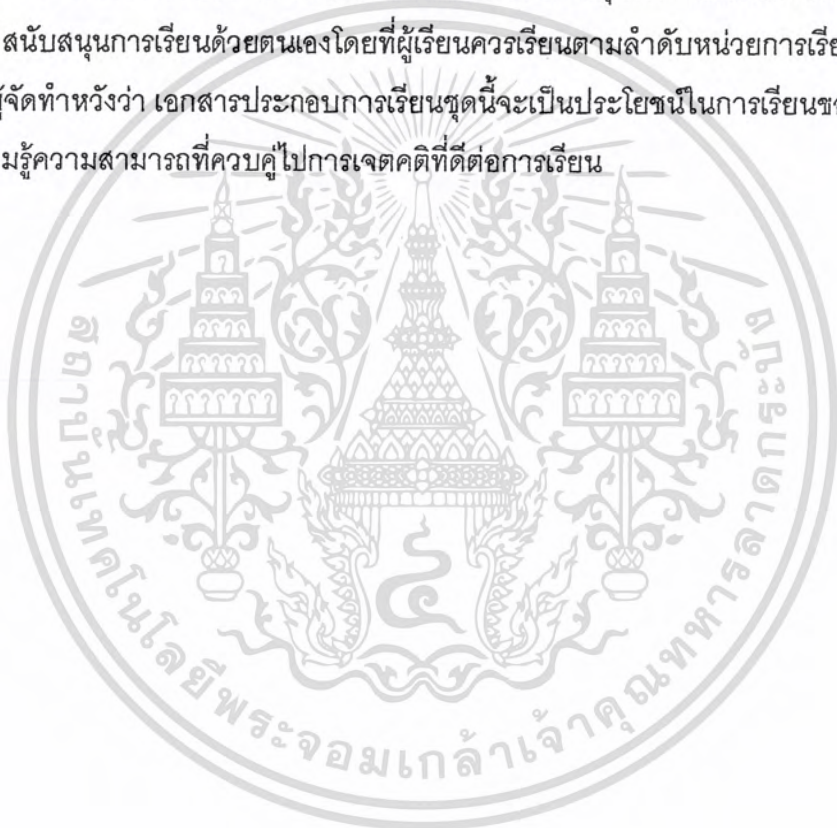 สนับสนุนการเรียนด้วยตนเองโดยที่ผู้เรียนควรเรียนตามลำดับหน่วยการเรีย
ผู้จัดทำหวังว่า เอกสารประกอบการเรียนชุดนี้จะเป็นประโยชน์ในการเรียนขอ
มรู้ความสามารถที่ควบคู่ไปการเจตคติที่ดีต่อการเรียน
สถาบันเทคโนโลยีพระจอมเกล้าเจ้าคุณทหารลาดกระบัง